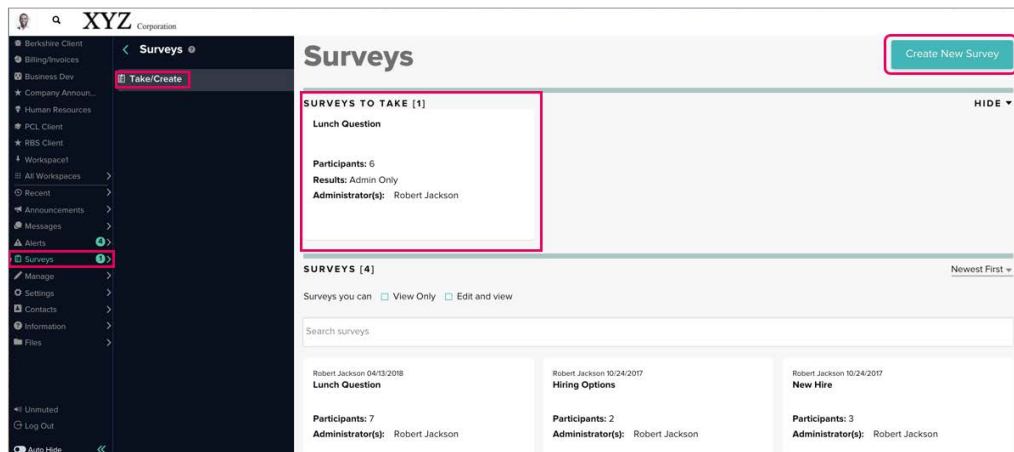 XYZ Corporation
Berkshire Client
Billing/Invoices
Business Dev
Company Announ...
Human Resources
PCL Client
RBS Client
Workspace1
All Workspaces
Recent
Announcements
Messages
Alerts 4
Surveys 1
Manage
Settings
Contacts
Information
Files
Unmuted
Log Out
Auto Hide
Surveys
Take/Create
Surveys
Create New Survey
SURVEYS TO TAKE [1]
HIDE
Lunch Question
Participants: 6
Results: Admin Only
Administrator(s): Robert Jackson
SURVEYS [4]
Newest First
Surveys you can View Only Edit and view
Search surveys
Robert Jackson 04/13/2018
Lunch Question
Participants: 7
Administrator(s): Robert Jackson
Robert Jackson 10/24/2017
Hiring Options
Participants: 2
Administrator(s): Robert Jackson
Robert Jackson 10/24/2017
New Hire
Participants: 3
Administrator(s): Robert Jackson